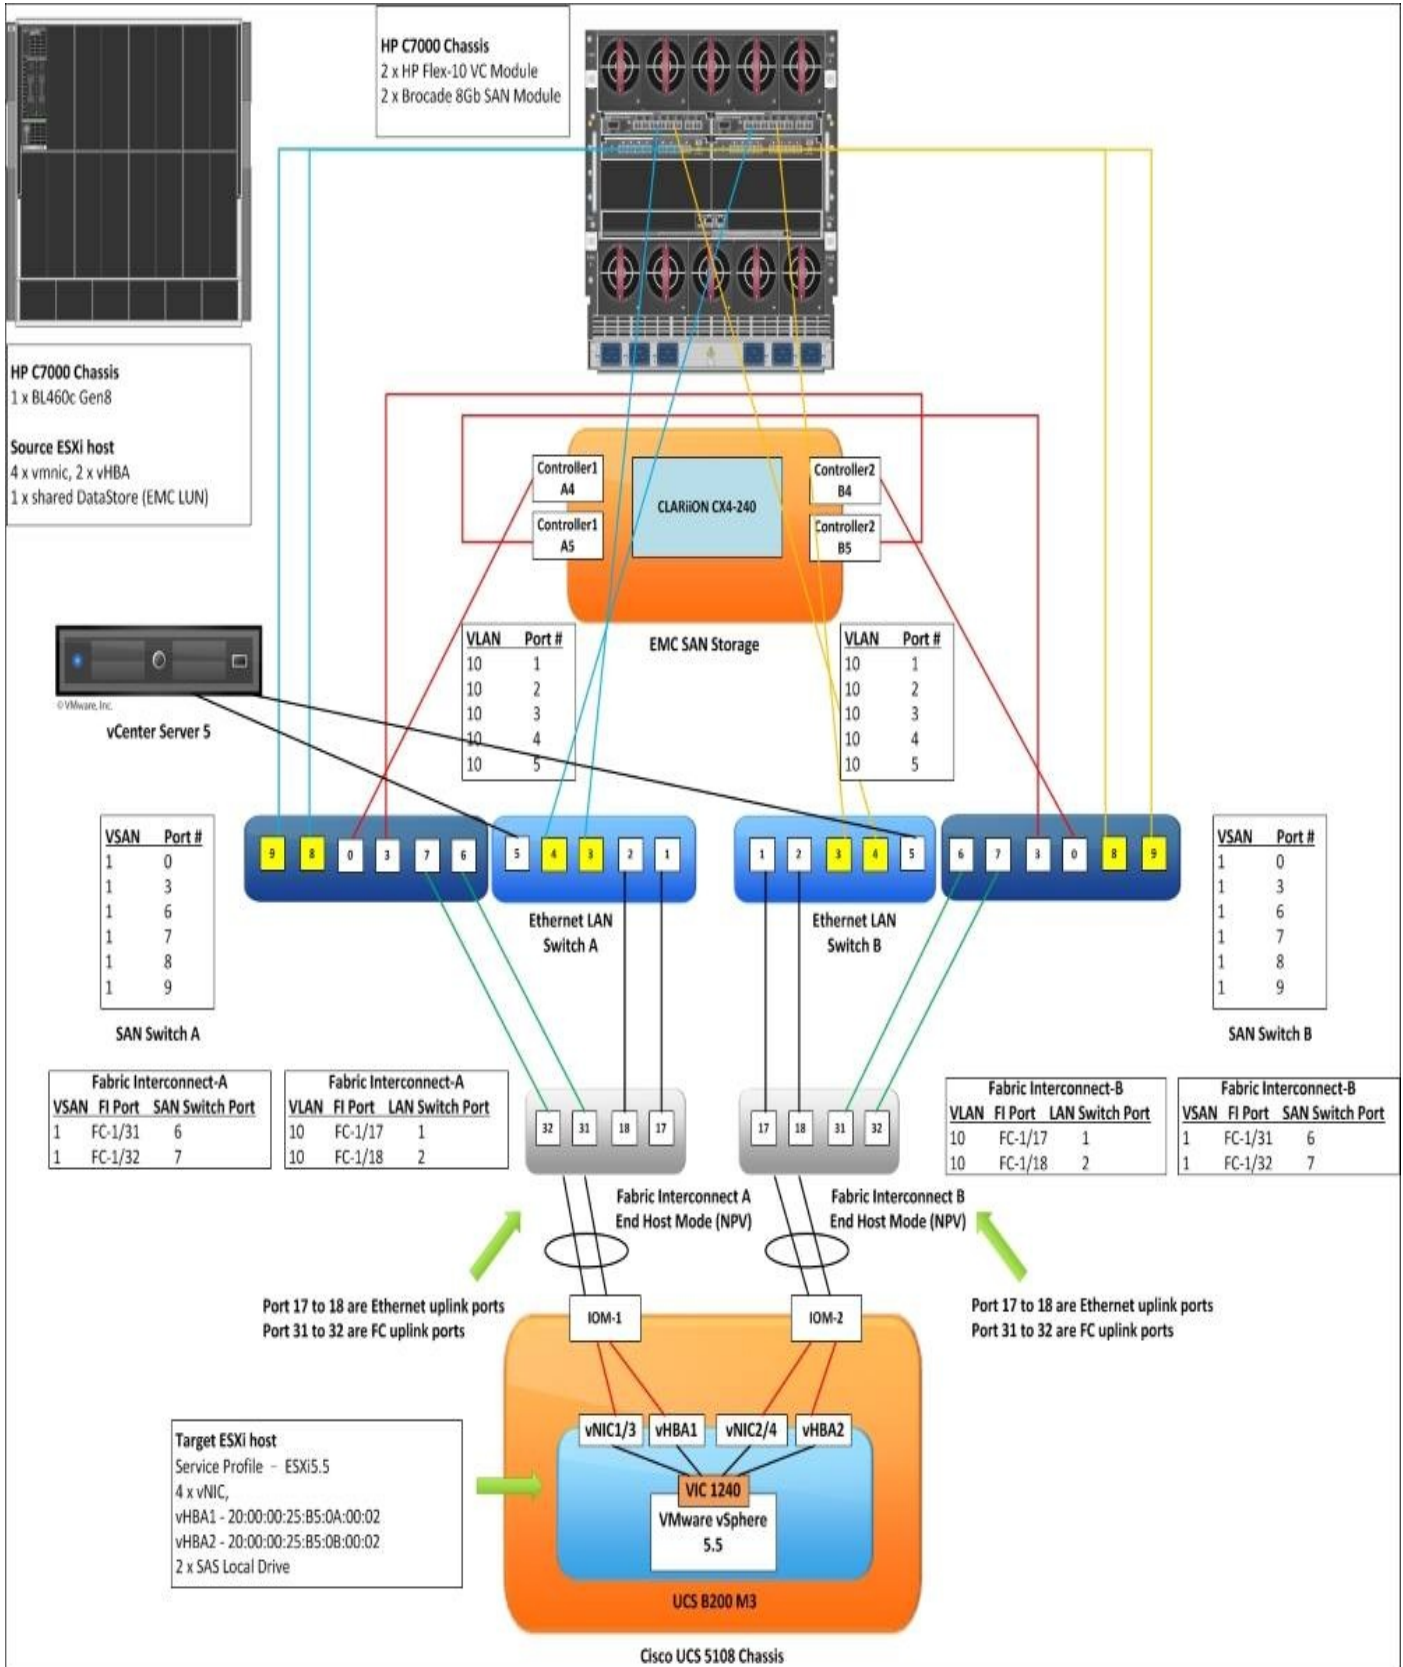 HP C7000 Chassis
2 x HP Flex-10 VC Module
2 x Brocade 8Gb SAN Module
HP C7000 Chassis
1 x BL460c Gen8
Source ESXi host
4 x vmnic, 2 x vHBA
1 x shared DataStore (EMC LUN)
Controller1
A4
Controller1
A5
CLARiiON CX4-240
Controller2
B4
Controller2
B5
EMC SAN Storage
VLAN Port #
10 1
10 2
10 3
10 4
10 5
VLAN Port #
10 1
10 2
10 3
10 4
10 5
© VMware, Inc.
vCenter Server 5
VSAN Port #
1 0
1 3
1 6
1 7
1 8
1 9
SAN Switch A
9 8 0 3 7 6
5 4 3 2 1
Ethernet LAN
Switch A
1 2 3 4 5
Ethernet LAN
Switch B
6 7 3 0 8 9
VSAN Port #
1 0
1 3
1 6
1 7
1 8
1 9
SAN Switch B
Fabric Interconnect-A
VSAN FI Port SAN Switch Port
1 FC-1/31 6
1 FC-1/32 7
Fabric Interconnect-A
VLAN FI Port LAN Switch Port
10 FC-1/17 1
10 FC-1/18 2
32 31 18 17
17 18 31 32
Fabric Interconnect-B
VLAN FI Port LAN Switch Port
10 FC-1/17 1
10 FC-1/18 2
Fabric Interconnect-B
VSAN FI Port SAN Switch Port
1 FC-1/31 6
1 FC-1/32 7
Fabric Interconnect A
End Host Mode (NPV)
Fabric Interconnect B
End Host Mode (NPV)
Port 17 to 18 are Ethernet uplink ports
Port 31 to 32 are FC uplink ports
Port 17 to 18 are Ethernet uplink ports
Port 31 to 32 are FC uplink ports
IOM-1
IOM-2
vNIC1/3
vHBA1
vNIC2/4
vHBA2
Target ESXi host
Service Profile – ESXi5.5
4 x vNIC,
vHBA1 - 20:00:00:25:B5:0A:00:02
vHBA2 - 20:00:00:25:B5:0B:00:02
2 x SAS Local Drive
VIC 1240
VMware vSphere
5.5
UCS B200 M3
Cisco UCS 5108 Chassis